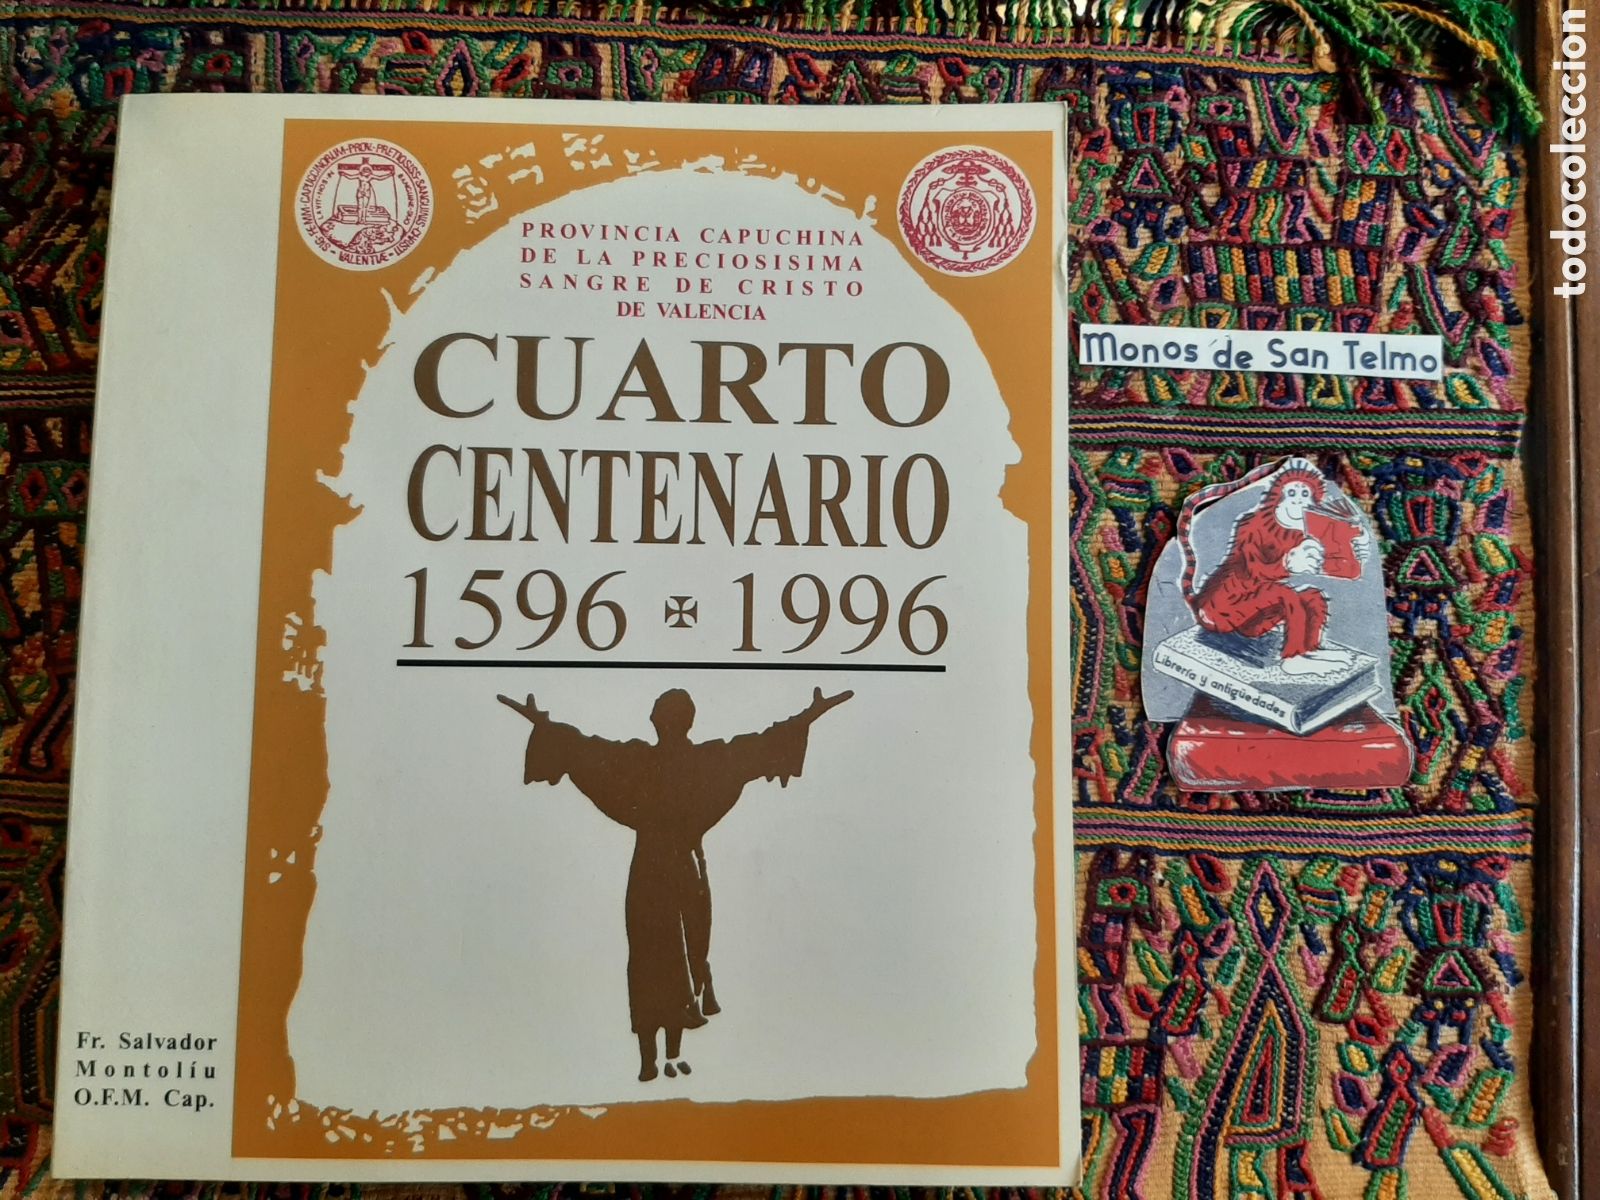 PROVINCIA CAPUCHINA
DE LA PRECIOSISIMA
SANGRE DE CRISTO
DE VALENCIA
CUARTO
CENTENARIO
1596 ✠ 1996
Fr. Salvador
Montolíu
O.F.M. Cap.
Monos de San Telmo
Librería y antigüedades
todocoleccion